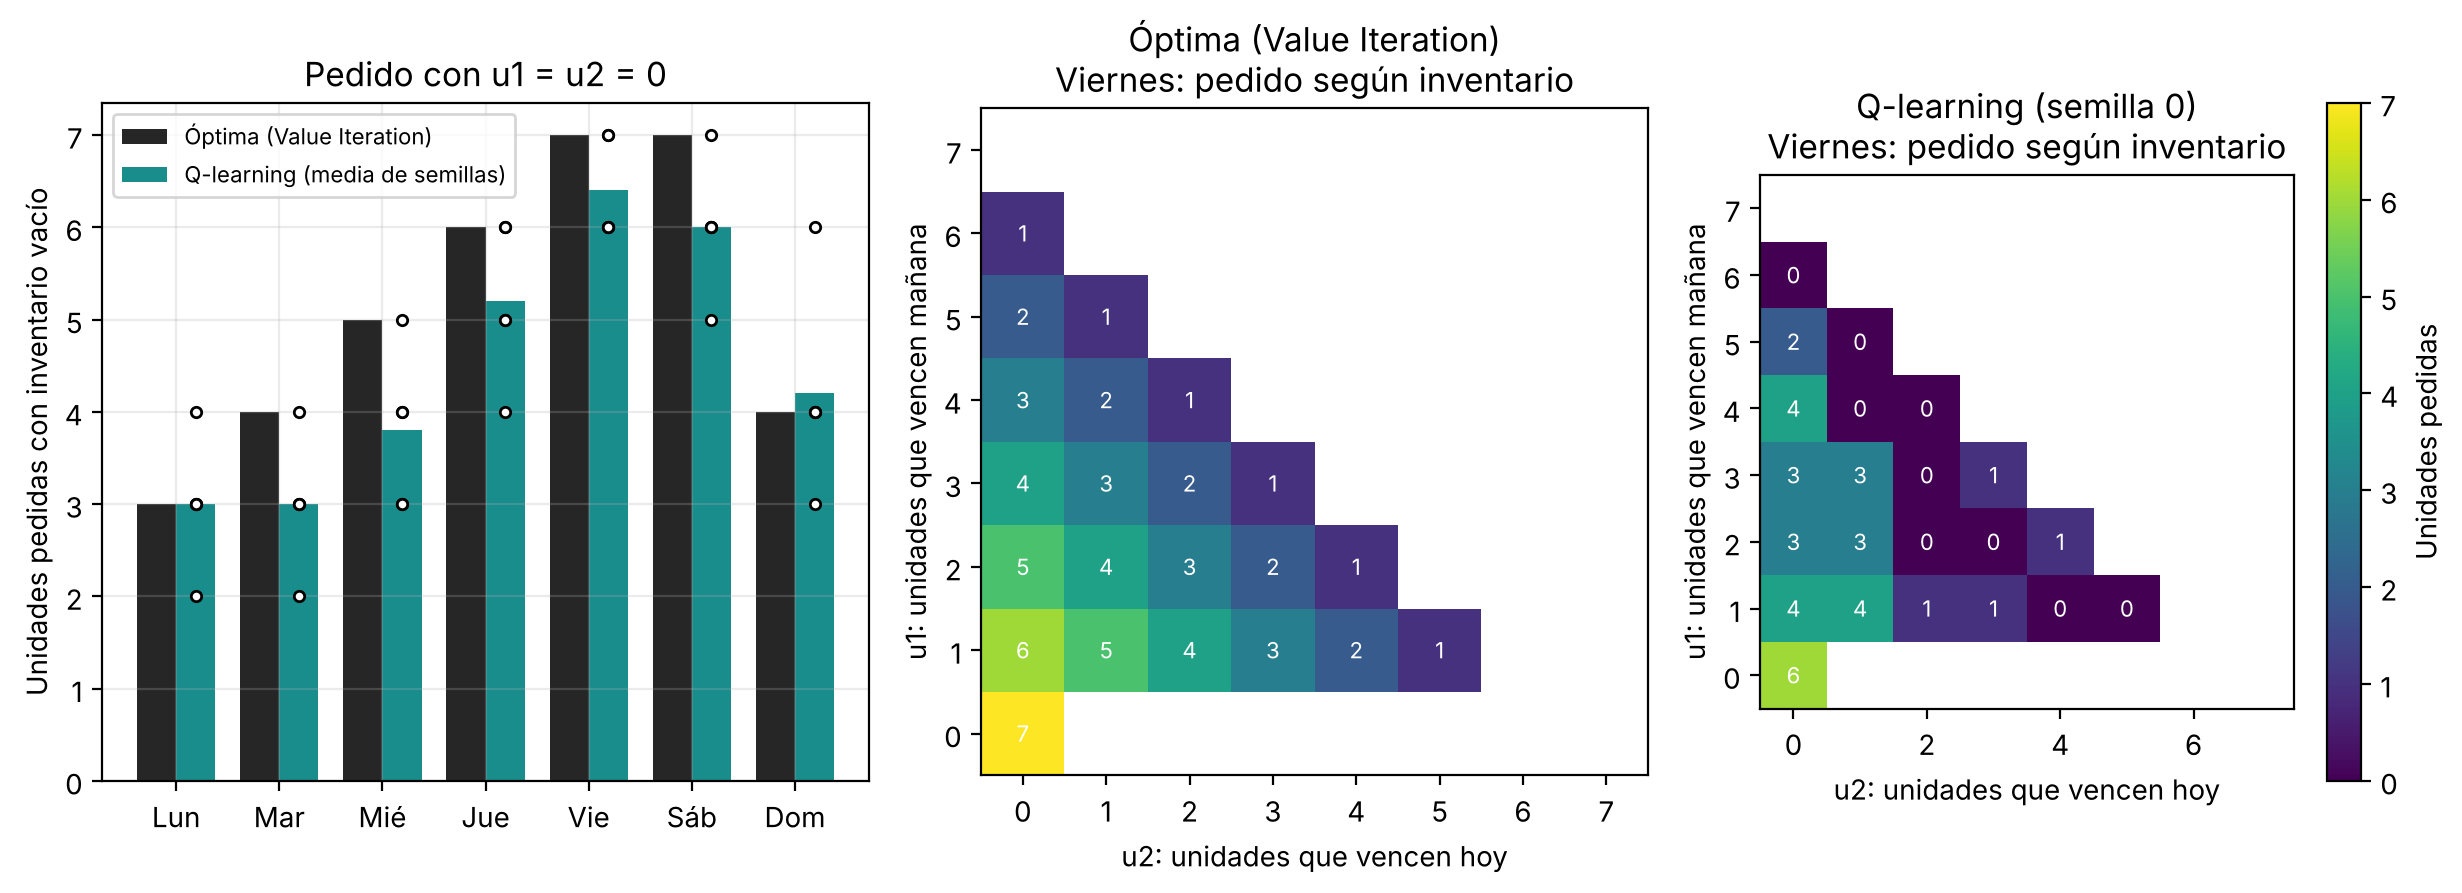 Pedido con u1 = u2 = 0
Óptima (Value Iteration)
Q-learning (media de semillas)
Unidades pedidas con inventario vacío
7
6
5
4
3
2
1
0
Lun Mar Mié Jue Vie Sáb Dom
Óptima (Value Iteration)
Viernes: pedido según inventario
u1: unidades que vencen mañana
7
6 1
5 2 1
4 3 2 1
3 4 3 2 1
2 5 4 3 2 1
1 6 5 4 3 2 1
0 7
0 1 2 3 4 5 6 7
u2: unidades que vencen hoy
Q-learning (semilla 0)
Viernes: pedido según inventario
u1: unidades que vencen mañana
7
6 0
5 2 0
4 4 0 0
3 3 3 0 1
2 3 3 0 0 1
1 4 4 1 1 0 0
0 6
0 2 4 6
u2: unidades que vencen hoy
7
6
5
4
3
2
1
0
Unidades pedidas